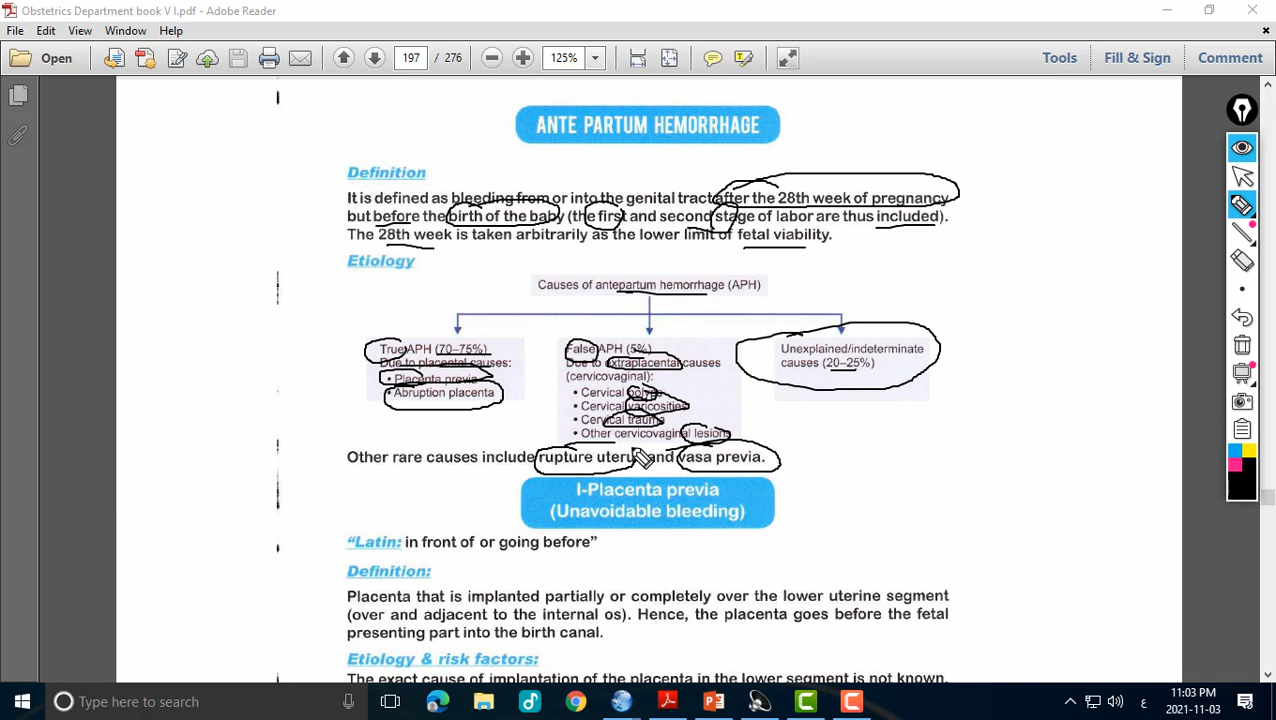 Obstetrics Department book V I.pdf - Adobe Reader
File Edit View Window Help
Open 197 / 276 125% Tools Fill & Sign Comment
ANTE PARTUM HEMORRHAGE
Definition
It is defined as bleeding from or into the genital tract after the 28th week of pregnancy
but before the birth of the baby (the first and second stage of labor are thus included).
The 28th week is taken arbitrarily as the lower limit of fetal viability.
Etiology
Causes of antepartum hemorrhage (APH)
True APH (70–75%)
Due to placental causes:
• Placenta previa
• Abruption placenta
False APH (5%)
Due to extraplacental causes
(cervicovaginal):
• Cervical polyps
• Cervical varicosities
• Cervical trauma
• Other cervicovaginal lesions
Unexplained/indeterminate
causes (20–25%)
Other rare causes include rupture uterus and vasa previa.
I-Placenta previa
(Unavoidable bleeding)
“Latin: in front of or going before”
Definition:
Placenta that is implanted partially or completely over the lower uterine segment
(over and adjacent to the internal os). Hence, the placenta goes before the fetal
presenting part into the birth canal.
Etiology & risk factors:
The exact cause of implantation of the placenta in the lower segment is not known.
Type here to search
ع
11:03 PM
2021-11-03